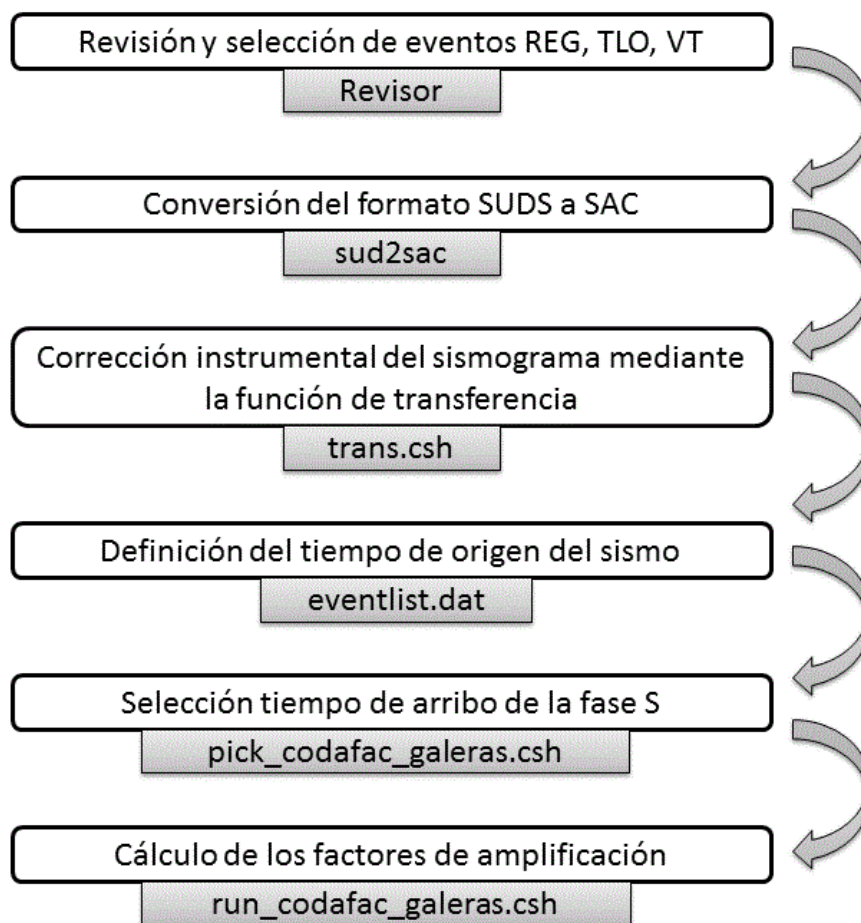 Revisión y selección de eventos REG, TLO, VT
Revisor
Conversión del formato SUDS a SAC
sud2sac
Corrección instrumental del sismograma mediante
la función de transferencia
trans.csh
Definición del tiempo de origen del sismo
eventlist.dat
Selección tiempo de arribo de la fase S
pick_codafac_galeras.csh
Cálculo de los factores de amplificación
run_codafac_galeras.csh